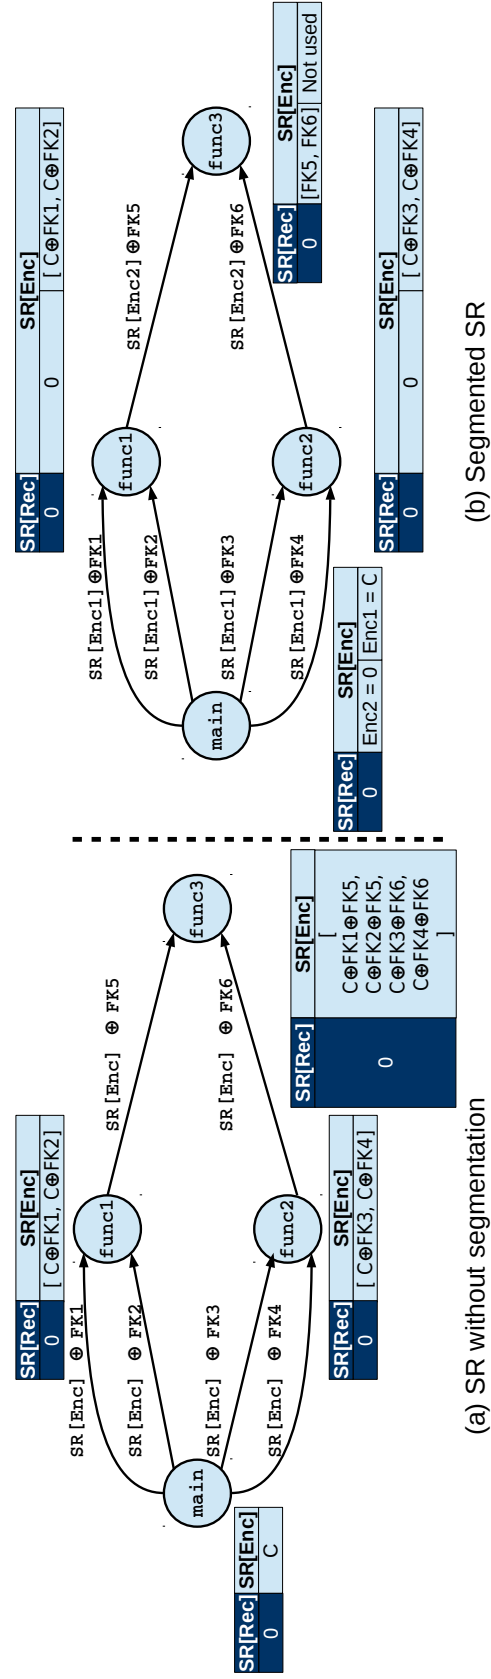 SR[Rec] SR[Enc]
0 C
main
SR[Enc] ⊕ FK1
SR[Enc] ⊕ FK2
SR[Enc] ⊕ FK3
SR[Enc] ⊕ FK4
SR[Rec] SR[Enc]
0 [ C⊕FK1, C⊕FK2]
func1
func2
SR[Rec] SR[Enc]
0 [ C⊕FK3, C⊕FK4]
SR[Enc] ⊕ FK5
SR[Enc] ⊕ FK6
func3
SR[Rec] SR[Enc]
0
[
C⊕FK1⊕FK5,
C⊕FK2⊕FK5,
C⊕FK3⊕FK6,
C⊕FK4⊕FK6
]
(a) SR without segmentation
main
SR[Rec] SR[Enc]
0 Enc2 = 0 Enc1 = C
SR[Enc1]⊕FK1
SR[Enc1]⊕FK2
SR[Enc1]⊕FK3
SR[Enc1]⊕FK4
SR[Rec] SR[Enc]
0 0 [ C⊕FK1, C⊕FK2]
func1
func2
SR[Rec] SR[Enc]
0 0 [ C⊕FK3, C⊕FK4]
SR[Enc2]⊕FK5
SR[Enc2]⊕FK6
func3
SR[Rec] SR[Enc]
0 [FK5, FK6] Not used
(b) Segmented SR